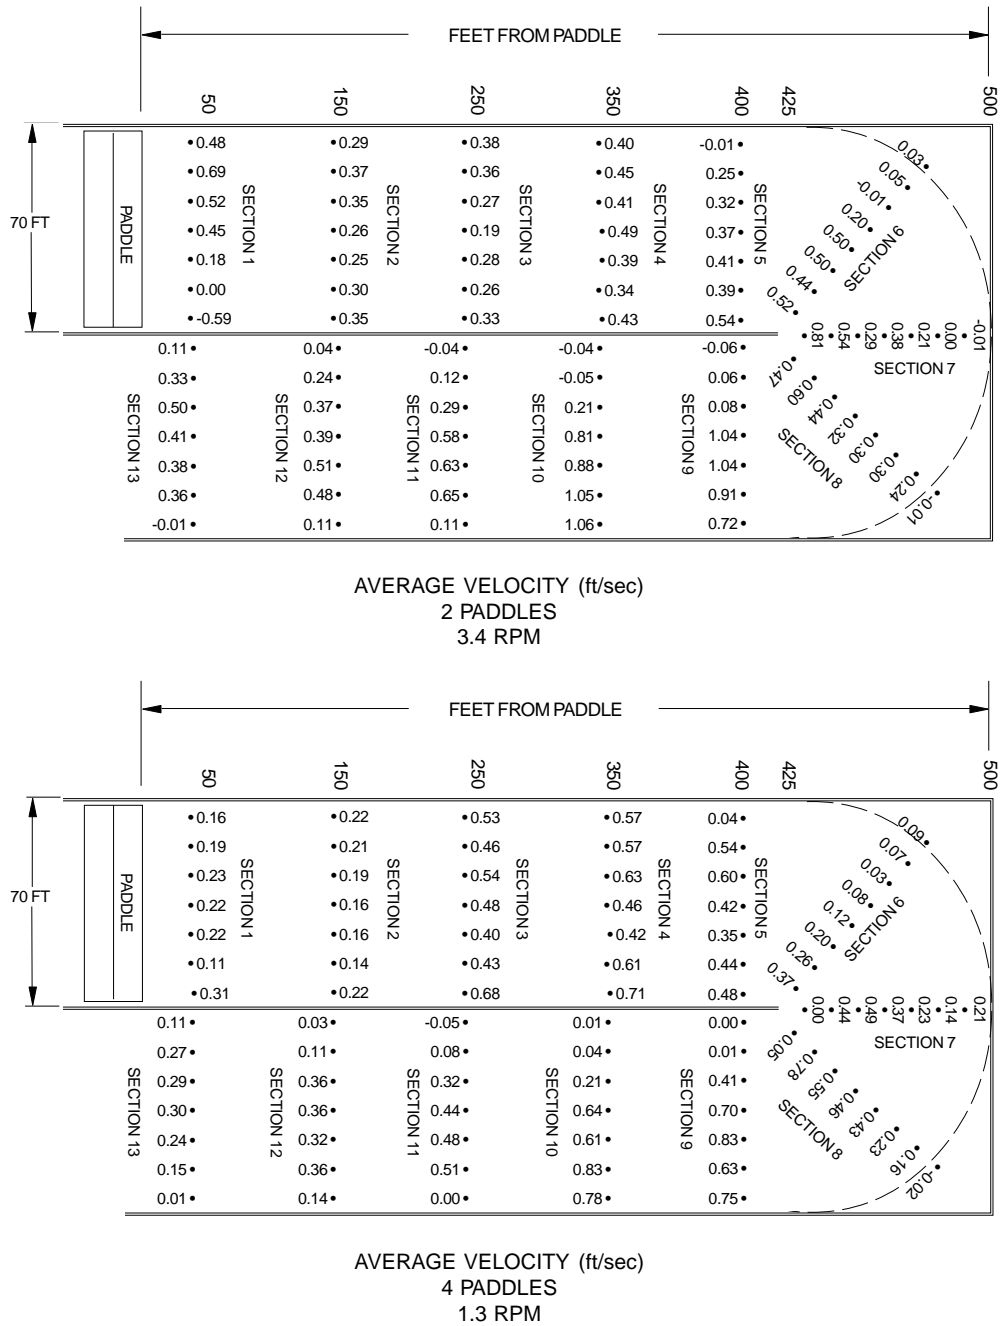 FEET FROM PADDLE
50 150 250 350 400 425 500
0.48 0.29 0.38 0.40 -0.01
0.69 0.37 0.36 0.45 0.25
0.52 0.35 0.27 0.41 0.32
0.45 0.26 0.19 0.49 0.37
0.18 0.25 0.28 0.39 0.41
0.00 0.30 0.26 0.34 0.39
-0.59 0.35 0.33 0.43 0.54
70 FT
PADDLE
SECTION 1
SECTION 2
SECTION 3
SECTION 4
SECTION 5
0.03
0.05
-0.01
0.20
0.50
0.50
0.44
0.52
SECTION 6
0.81 0.54 0.29 0.38 0.21 0.00 -0.01
SECTION 7
0.47
0.60
0.44
0.32
0.30
0.30
0.24
-0.01
SECTION 8
0.11 0.04 -0.04 -0.04 -0.06
0.33 0.24 0.12 -0.05 0.06
0.50 0.37 0.29 0.21 0.08
0.41 0.39 0.58 0.81 1.04
0.38 0.51 0.63 0.88 1.04
0.36 0.48 0.65 1.05 0.91
-0.01 0.11 0.11 1.06 0.72
SECTION 13
SECTION 12
SECTION 11
SECTION 10
SECTION 9
AVERAGE VELOCITY (ft/sec)
2 PADDLES
3.4 RPM
FEET FROM PADDLE
50 150 250 350 400 425 500
0.16 0.22 0.53 0.57 0.04
0.19 0.21 0.46 0.57 0.54
0.23 0.19 0.54 0.63 0.60
0.22 0.16 0.48 0.46 0.42
0.22 0.16 0.40 0.42 0.35
0.11 0.14 0.43 0.61 0.44
0.31 0.22 0.68 0.71 0.48
70 FT
PADDLE
SECTION 1
SECTION 2
SECTION 3
SECTION 4
SECTION 5
0.09
0.07
0.03
0.08
0.12
0.20
0.26
0.37
SECTION 6
0.00 0.44 0.49 0.37 0.23 0.14 0.21
SECTION 7
0.05
0.78
0.55
0.46
0.43
0.23
0.16
-0.02
SECTION 8
0.11 0.03 -0.05 0.01 0.00
0.27 0.11 0.08 0.04 0.01
0.29 0.36 0.32 0.21 0.41
0.30 0.36 0.44 0.64 0.70
0.24 0.32 0.48 0.61 0.83
0.15 0.36 0.51 0.83 0.63
0.01 0.14 0.00 0.78 0.75
SECTION 13
SECTION 12
SECTION 11
SECTION 10
SECTION 9
AVERAGE VELOCITY (ft/sec)
4 PADDLES
1.3 RPM